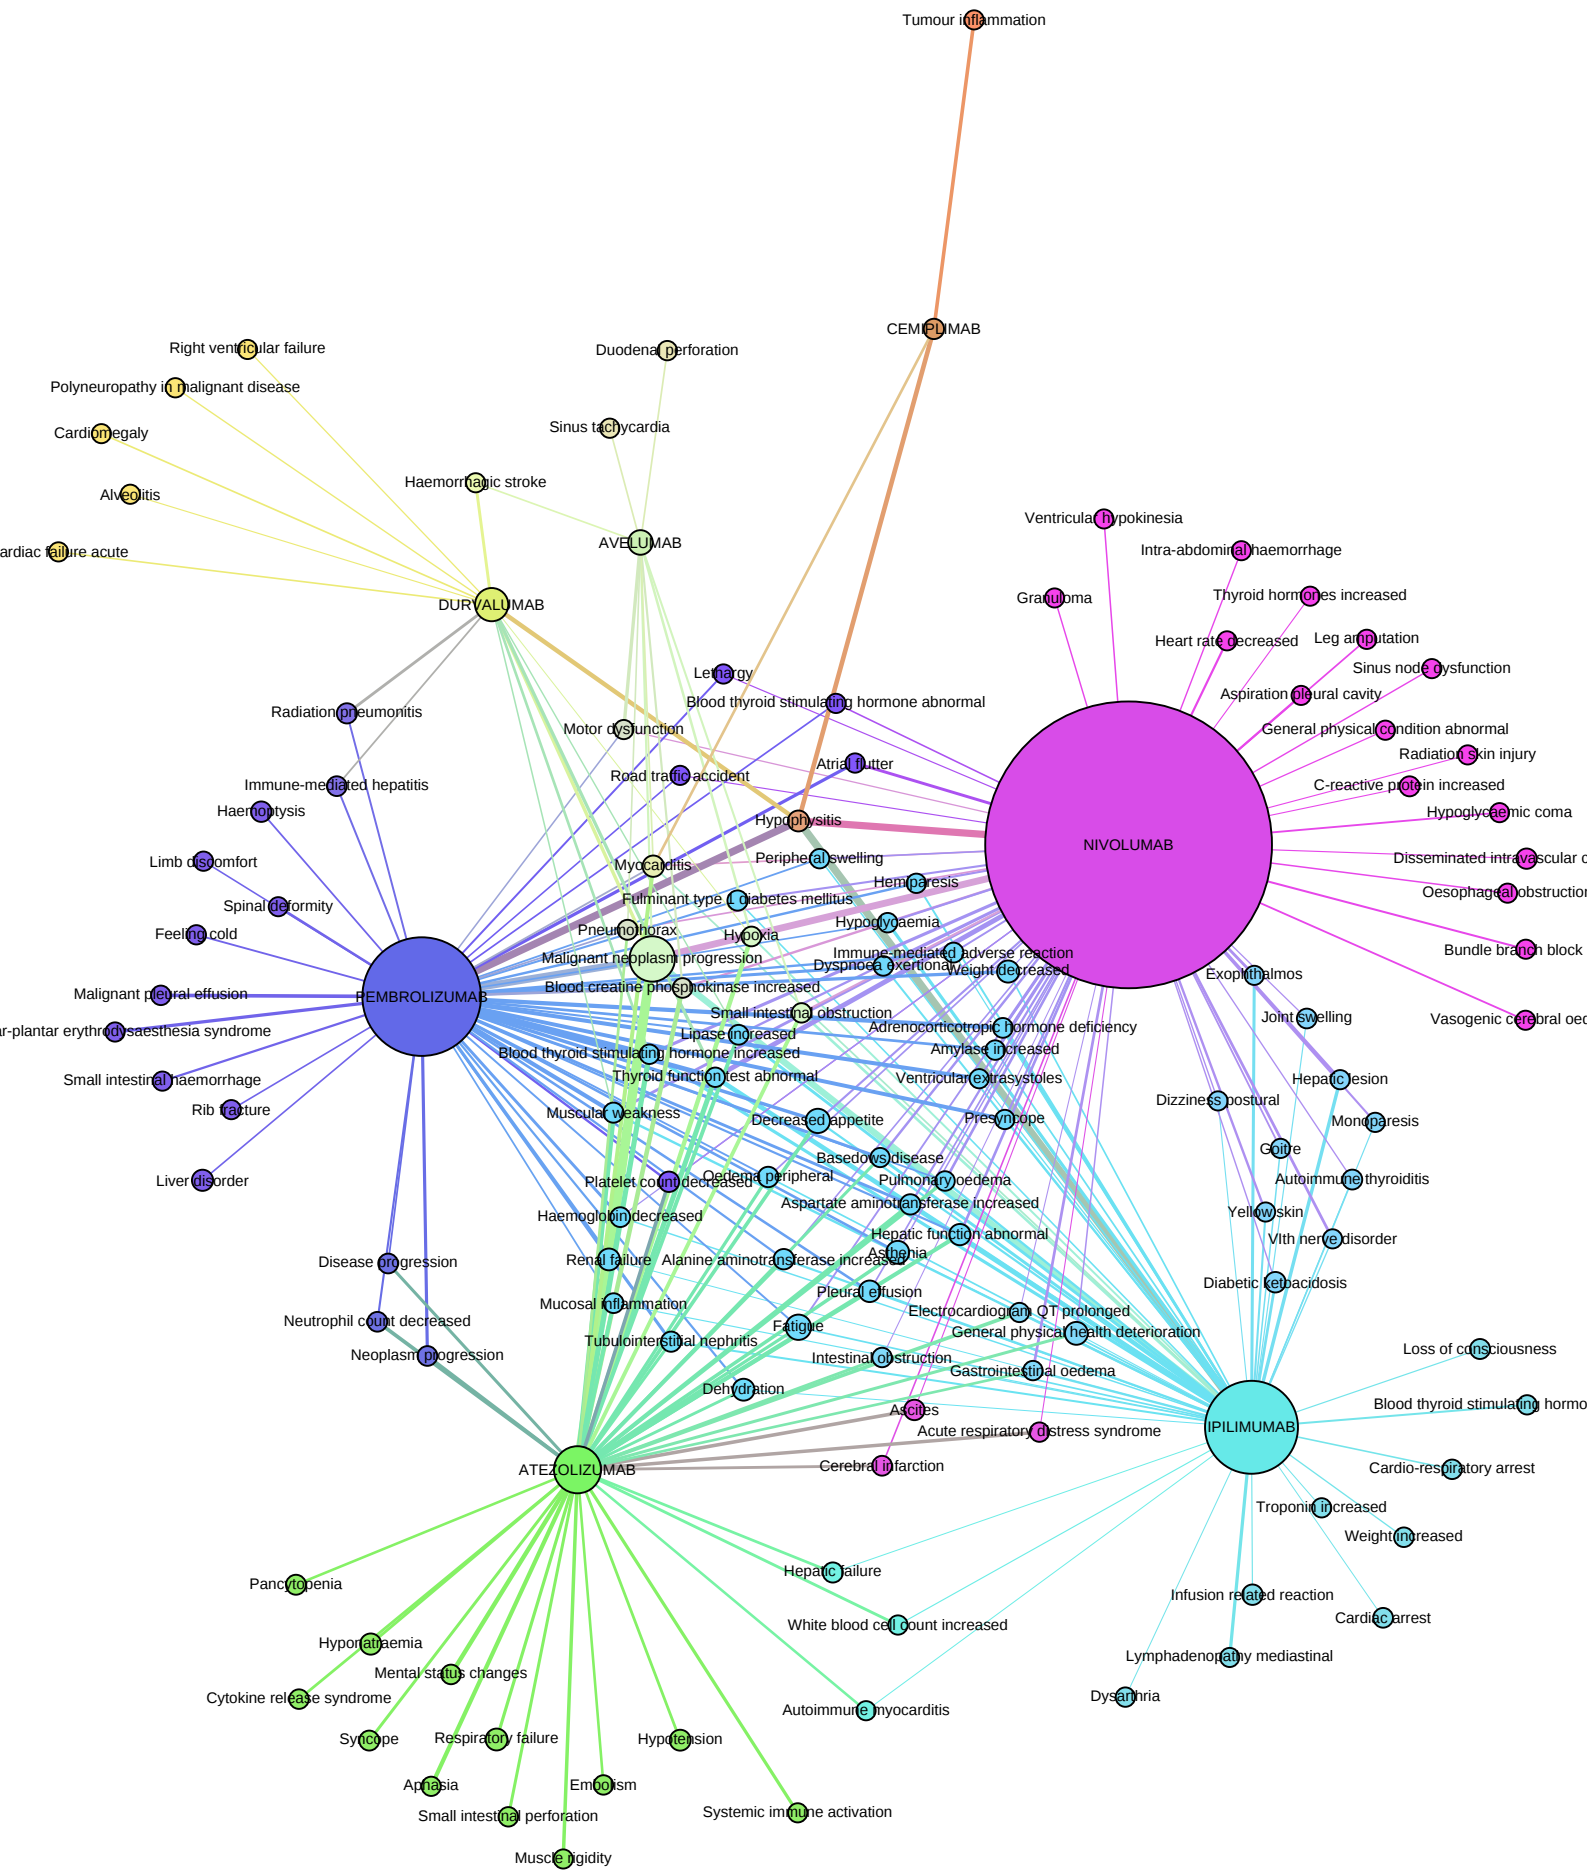 Tumour inflammation
CEMIPLIMAB
Right ventricular failure
Duodenal perforation
Polyneuropathy in malignant disease
Sinus tachycardia
Cardiomegaly
Haemorrhagic stroke
Alveolitis
Ventricular hypokinesia
AVELUMAB
Intra-abdominal haemorrhage
ardiac failure acute
Granuloma
Thyroid hormones increased
DURVALUMAB
Heart rate decreased
Leg amputation
Sinus node dysfunction
Lethargy
Aspiration pleural cavity
Blood thyroid stimulating hormone abnormal
Radiation pneumonitis
Motor dysfunction
General physical condition abnormal
Radiation skin injury
Atrial flutter
Road traffic accident
Immune-mediated hepatitis
C-reactive protein increased
Haemoptysis
Hypoglycaemic coma
Hypophysitis
NIVOLUMAB
Limb discomfort
Myocarditis
Peripheral swelling
Disseminated intravascular c
Hemiparesis
Oesophageal obstruction
Fulminant type 1 diabetes mellitus
Spinal deformity
Hypoglycaemia
Feeling cold
Pneumothorax
Hypoxia
Bundle branch block
Immune-mediated adverse reaction
Malignant neoplasm progression
Dyspnoea exertional
Weight decreased
Exophthalmos
Blood creatine phosphokinase increased
Malignant pleural effusion
PEMBROLIZUMAB
Small intestinal obstruction
Joint swelling
Vasogenic cerebral oed
ar-plantar erythrodysaesthesia syndrome
Lipase increased
Adrenocorticotropic hormone deficiency
Blood thyroid stimulating hormone increased
Amylase increased
Small intestinal haemorrhage
Thyroid function test abnormal
Ventricular extrasystoles
Hepatic lesion
Rib fracture
Muscular weakness
Decreased appetite
Presyncope
Dizziness postural
Monoparesis
Basedows disease
Goitre
Liver disorder
Platelet count decreased
Oedema peripheral
Pulmonary oedema
Autoimmune thyroiditis
Aspartate aminotransferase increased
Haemoglobin decreased
Yellow skin
Hepatic function abnormal
VIth nerve disorder
Disease progression
Renal failure
Alanine aminotransferase increased
Asthenia
Diabetic ketoacidosis
Pleural effusion
Mucosal inflammation
Electrocardiogram QT prolonged
Neutrophil count decreased
Fatigue
General physical health deterioration
Tubulointerstitial nephritis
Neoplasm progression
Intestinal obstruction
Loss of consciousness
Gastrointestinal oedema
Dehydration
Blood thyroid stimulating hormo
Ascites
IPILIMUMAB
Acute respiratory distress syndrome
ATEZOLIZUMAB
Cerebral infarction
Cardio-respiratory arrest
Troponin increased
Weight increased
Hepatic failure
Pancytopenia
Infusion related reaction
Cardiac arrest
White blood cell count increased
Hyponatraemia
Lymphadenopathy mediastinal
Mental status changes
Cytokine release syndrome
Dysarthria
Autoimmune myocarditis
Syncope
Respiratory failure
Hypotension
Aphasia
Embolism
Systemic immune activation
Small intestinal perforation
Muscle rigidity